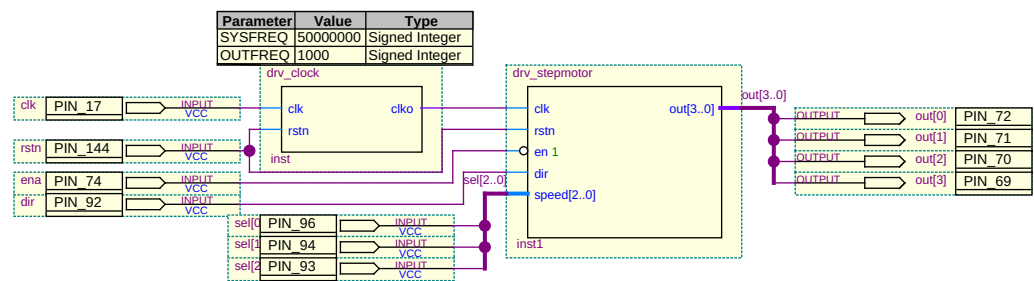 Parameter Value Type
SYSFREQ 50000000 Signed Integer
OUTFREQ 1000 Signed Integer
drv_clock
drv_stepmotor
clk PIN_17 INPUT VCC
clk clko
rstn
inst
clk out[3..0]
rstn
en 1
dir
speed[2..0]
inst1
out[3..0]
rstn PIN_144 INPUT VCC
ena PIN_74 INPUT VCC
dir PIN_92 INPUT VCC
sel[2..0]
sel[0 PIN_96 INPUT VCC
sel[1 PIN_94 INPUT VCC
sel[2 PIN_93 INPUT VCC
OUTPUT out[0] PIN_72
OUTPUT out[1] PIN_71
OUTPUT out[2] PIN_70
OUTPUT out[3] PIN_69